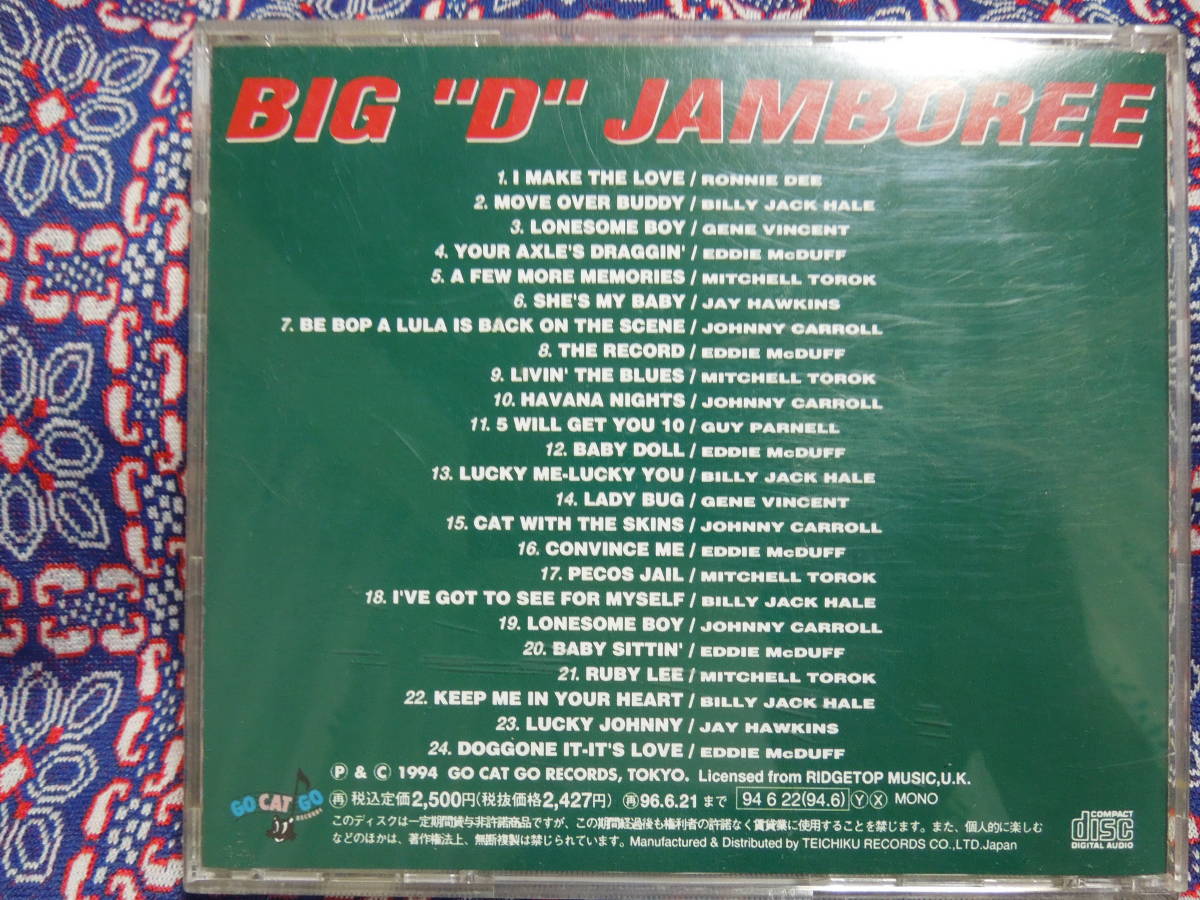 BIG "D" JAMBOREE
1. I MAKE THE LOVE / RONNIE DEE
2. MOVE OVER BUDDY / BILLY JACK HALE
3. LONESOME BOY / GENE VINCENT
4. YOUR AXLE'S DRAGGIN' / EDDIE McDUFF
5. A FEW MORE MEMORIES / MITCHELL TOROK
6. SHE'S MY BABY / JAY HAWKINS
7. BE BOP A LULA IS BACK ON THE SCENE / JOHNNY CARROLL
8. THE RECORD / EDDIE McDUFF
9. LIVIN' THE BLUES / MITCHELL TOROK
10. HAVANA NIGHTS / JOHNNY CARROLL
11. 5 WILL GET YOU 10 / GUY PARNELL
12. BABY DOLL / EDDIE McDUFF
13. LUCKY ME-LUCKY YOU / BILLY JACK HALE
14. LADY BUG / GENE VINCENT
15. CAT WITH THE SKINS / JOHNNY CARROLL
16. CONVINCE ME / EDDIE McDUFF
17. PECOS JAIL / MITCHELL TOROK
18. I'VE GOT TO SEE FOR MYSELF / BILLY JACK HALE
19. LONESOME BOY / JOHNNY CARROLL
20. BABY SITTIN' / EDDIE McDUFF
21. RUBY LEE / MITCHELL TOROK
22. KEEP ME IN YOUR HEART / BILLY JACK HALE
23. LUCKY JOHNNY / JAY HAWKINS
24. DOGGONE IT-IT'S LOVE / EDDIE McDUFF
Ⓟ & © 1994 GO CAT GO RECORDS, TOKYO. Licensed from RIDGETOP MUSIC,U.K.
GO CAT GO RECORDS
㊢税込定価2,500円(税抜価格2,427円) ㊢96.6.21まで 94 6 22(94.6) Ⓨ Ⓧ MONO
このディスクは一定期間貸与非許諾商品ですが、この期間経過後も権利者の許諾なく賃貸業に使用することを禁じます。また、個人的に楽しむ
などのほかは、著作権法上、無断複製は禁じられています。Manufactured & Distributed by TEICHIKU RECORDS CO.,LTD.Japan
COMPACT disc DIGITAL AUDIO